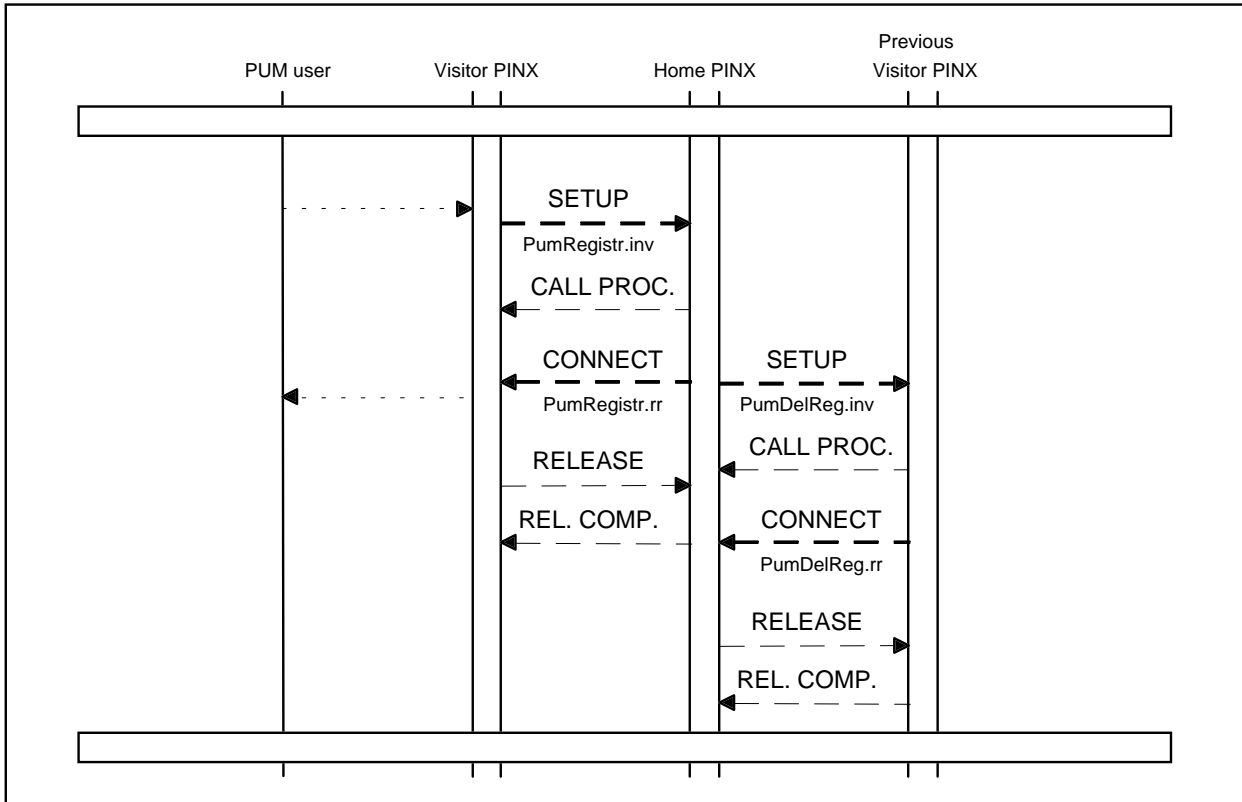 Previous
PUM user Visitor PINX Home PINX Visitor PINX
SETUP
PumRegistr.inv
CALL PROC.
CONNECT SETUP
PumRegistr.rr PumDelReg.inv
CALL PROC.
RELEASE
REL. COMP. CONNECT
PumDelReg.rr
RELEASE
REL. COMP.